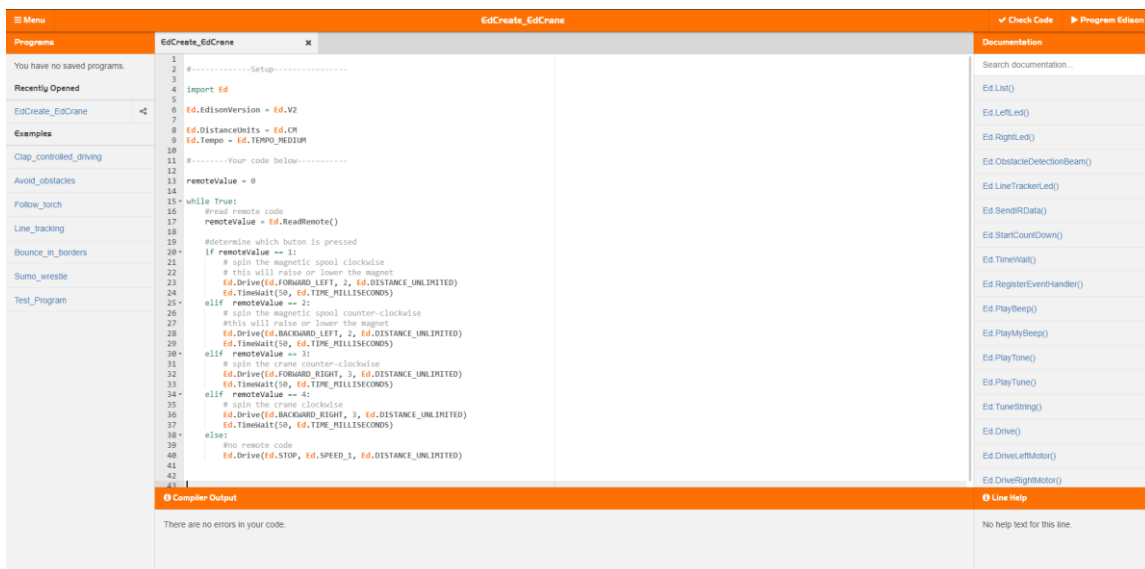 Menu
EdCreate_EdCrane
Check Code
Program Edison
Programs
You have no saved programs.
Recently Opened
EdCreate_EdCrane
Examples
Clap_controlled_driving
Avoid_obstacles
Follow_torch
Line_tracking
Bounce_in_borders
Sumo_wrestle
Test_Program
EdCreate_EdCrane
1
2 #-------------Setup----------------
3
4 import Ed
5
6 Ed.EdisonVersion = Ed.V2
7
8 Ed.DistanceUnits = Ed.CM
9 Ed.Tempo = Ed.TEMPO_MEDIUM
10
11 #--------Your code below-----------
12
13 remoteValue = 0
14
15 while True:
16     #read remote code
17     remoteValue = Ed.ReadRemote()
18
19     #determine which buton is pressed
20     if remoteValue == 1:
21         # spin the magnetic spool clockwise
22         # this will raise or lower the magnet
23         Ed.Drive(Ed.FORWARD_LEFT, 2, Ed.DISTANCE_UNLIMITED)
24         Ed.TimeWait(50, Ed.TIME_MILLISECONDS)
25     elif  remoteValue == 2:
26         # spin the magnetic spool counter-clockwise
27         #this will raise or lower the magnet
28         Ed.Drive(Ed.BACKWARD_LEFT, 2, Ed.DISTANCE_UNLIMITED)
29         Ed.TimeWait(50, Ed.TIME_MILLISECONDS)
30     elif  remoteValue == 3:
31         # spin the crane counter-clockwise
32         Ed.Drive(Ed.FORWARD_RIGHT, 3, Ed.DISTANCE_UNLIMITED)
33         Ed.TimeWait(50, Ed.TIME_MILLISECONDS)
34     elif  remoteValue == 4:
35         # spin the crane clockwise
36         Ed.Drive(Ed.BACKWARD_RIGHT, 3, Ed.DISTANCE_UNLIMITED)
37         Ed.TimeWait(50, Ed.TIME_MILLISECONDS)
38     else:
39         #no remote code
40         Ed.Drive(Ed.STOP, Ed.SPEED_1, Ed.DISTANCE_UNLIMITED)
41
42
43
Compiler Output
There are no errors in your code.
Documentation
Search documentation...
Ed.List()
Ed.LeftLed()
Ed.RightLed()
Ed.ObstacleDetectionBeam()
Ed.LineTrackerLed()
Ed.SendIRData()
Ed.StartCountDown()
Ed.TimeWait()
Ed.RegisterEventHandler()
Ed.PlayBeep()
Ed.PlayMyBeep()
Ed.PlayTone()
Ed.PlayTune()
Ed.TuneString()
Ed.Drive()
Ed.DriveLeftMotor()
Ed.DriveRightMotor()
Line Help
No help text for this line.